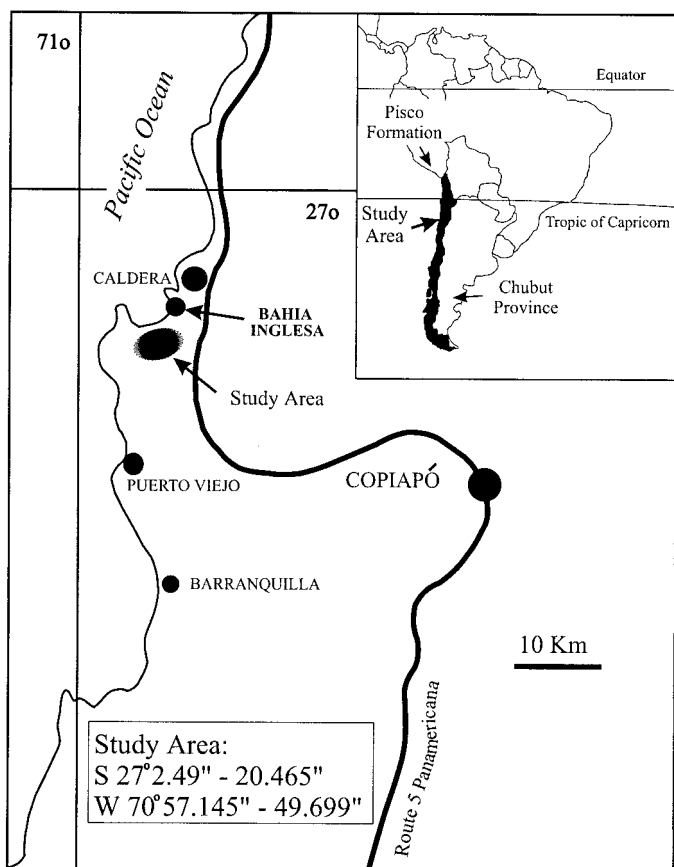 71o
Pacific Ocean
27o
CALDERA
BAHIA
INGLESA
Study Area
PUERTO VIEJO
COPIAPÓ
BARRANQUILLA
10 Km
Route 5 Panamericana
Study Area:
S 27°2.49" - 20.465"
W 70°57.145" - 49.699"
Equator
Pisco
Formation
Study
Area
Tropic of Capricorn
Chubut
Province